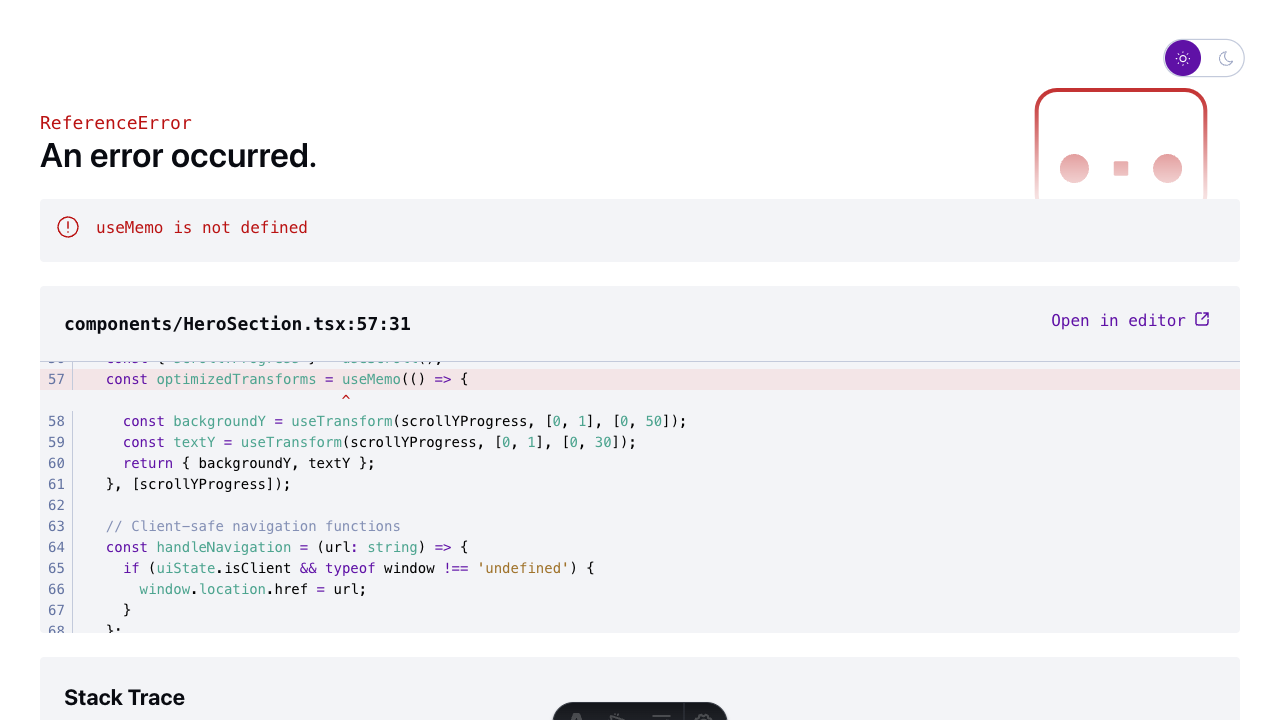 ReferenceError
An error occurred.
useMemo is not defined
components/HeroSection.tsx:57:31
Open in editor
57 const optimizedTransforms = useMemo(() => {
^
58 const backgroundY = useTransform(scrollYProgress, [0, 1], [0, 50]);
59 const textY = useTransform(scrollYProgress, [0, 1], [0, 30]);
60 return { backgroundY, textY };
61 }, [scrollYProgress]);
62
63 // Client-safe navigation functions
64 const handleNavigation = (url: string) => {
65 if (uiState.isClient && typeof window !== 'undefined') {
66 window.location.href = url;
67 }
68 };
Stack Trace